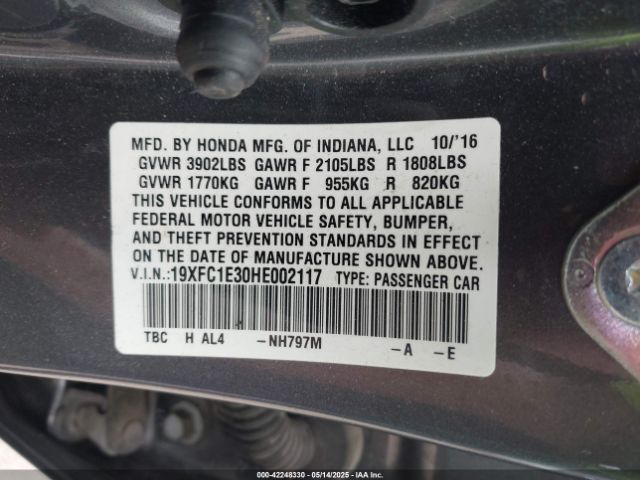 MFD. BY HONDA MFG. OF INDIANA, LLC 10/'16
GVWR 3902LBS GAWR F 2105LBS R 1808LBS
GVWR 1770KG GAWR F 955KG R 820KG
THIS VEHICLE CONFORMS TO ALL APPLICABLE
FEDERAL MOTOR VEHICLE SAFETY, BUMPER,
AND THEFT PREVENTION STANDARDS IN EFFECT
ON THE DATE OF MANUFACTURE SHOWN ABOVE.
V.I.N.:19XFC1E30HE002117 TYPE: PASSENGER CAR
TBC H AL4 -NH797M -A -E
000-42248330 - 05/14/2025 - IAA, Inc.